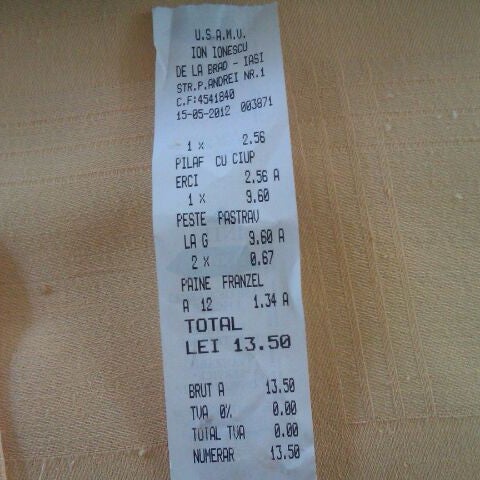 U.S.A.M.V.
ION IONESCU
DE LA BRAD - IASI
STR.P.ANDREI NR.1
C.F:4541840
15-05-2012 003871
1 x 2.56
PILAF CU CIUP
ERCI 2.56 A
1 x 9.60
PESTE PASTRAV
LA G 9.60 A
2 x 0.67
PAINE FRANZEL
A 12 1.34 A
TOTAL
LEI 13.50
BRUT A 13.50
TVA 0% 0.00
TOTAL TVA 0.00
NUMERAR 13.50